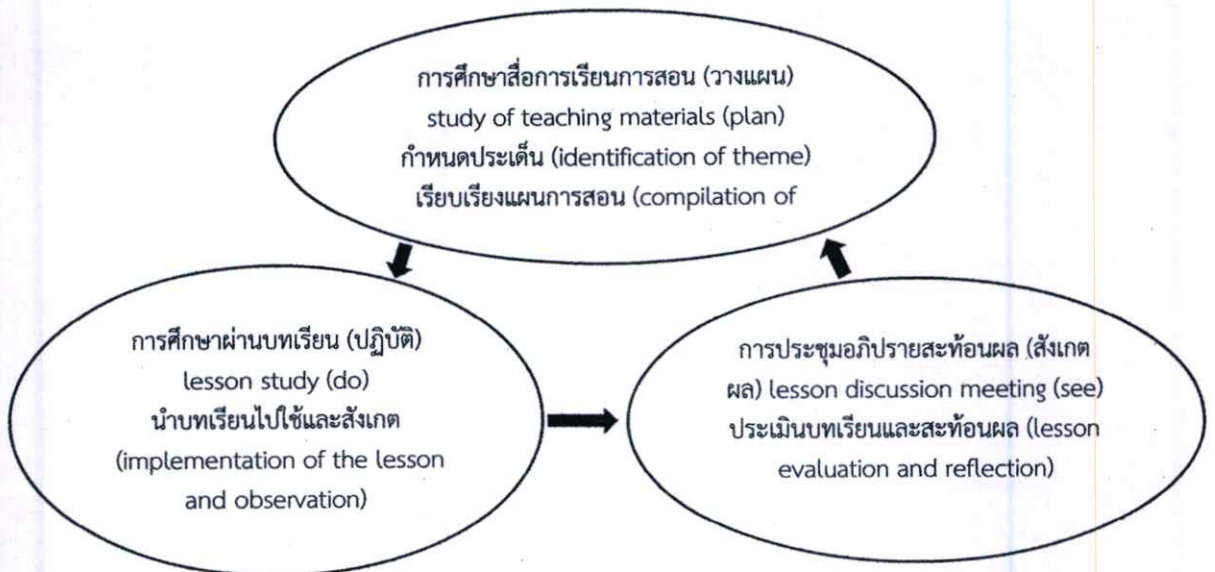 การศึกษาสื่อการเรียนการสอน (วางแผน)
study of teaching materials (plan)
กำหนดประเด็น (identification of theme)
เรียบเรียงแผนการสอน (compilation of
การศึกษาผ่านบทเรียน (ปฏิบัติ)
lesson study (do)
นำบทเรียนไปใช้และสังเกต
(implementation of the lesson
and observation)
การประชุมอภิปรายสะท้อนผล (สังเกต
ผล) lesson discussion meeting (see)
ประเมินบทเรียนและสะท้อนผล (lesson
evaluation and reflection)